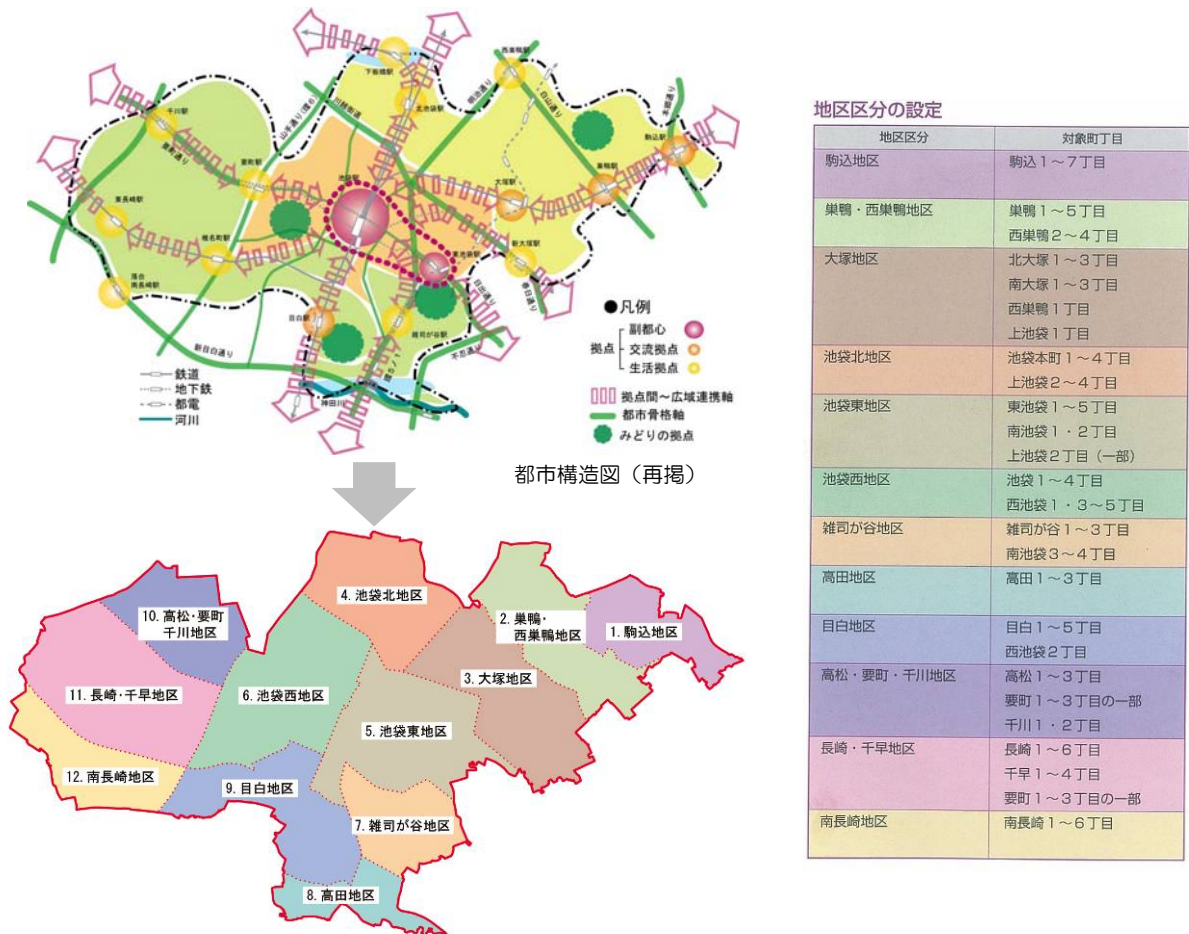 西巣鴨駅
下板橋駅
北池袋駅
明治通り
白山通り
本郷通り
川越街道
山手通り(環6)
千川駅
要町通り
要町駅
池袋駅
駒込駅
巣鴨駅
大塚駅
東長崎駅
椎名町駅
新大塚駅
東池袋駅
春日通り
落合
南長崎駅
目白駅
雑司が谷駅
目白通り
不忍通り
新目白通り
環5の1
神田川
鉄道
地下鉄
都電
河川
●凡例
拠点
副都心
交流拠点
生活拠点
拠点間〜広域連携軸
都市骨格軸
みどりの拠点
都市構造図(再掲)
4. 池袋北地区
10. 高松・要町
千川地区
2. 巣鴨・
西巣鴨地区
1. 駒込地区
3. 大塚地区
11. 長崎・千早地区
6. 池袋西地区
5. 池袋東地区
12. 南長崎地区
9. 目白地区
7. 雑司が谷地区
8. 高田地区
地区区分の設定
地区区分 対象町丁目
駒込地区 駒込1〜7丁目
巣鴨・西巣鴨地区 巣鴨1〜5丁目
西巣鴨2〜4丁目
大塚地区 北大塚1〜3丁目
南大塚1〜3丁目
西巣鴨1丁目
上池袋1丁目
池袋北地区 池袋本町1〜4丁目
上池袋2〜4丁目
池袋東地区 東池袋1〜5丁目
南池袋1・2丁目
上池袋2丁目(一部)
池袋西地区 池袋1〜4丁目
西池袋1・3〜5丁目
雑司が谷地区 雑司が谷1〜3丁目
南池袋3〜4丁目
高田地区 高田1〜3丁目
目白地区 目白1〜5丁目
西池袋2丁目
高松・要町・千川地区 高松1〜3丁目
要町1〜3丁目の一部
千川1・2丁目
長崎・千早地区 長崎1〜6丁目
千早1〜4丁目
要町1〜3丁目の一部
南長崎地区 南長崎1〜6丁目